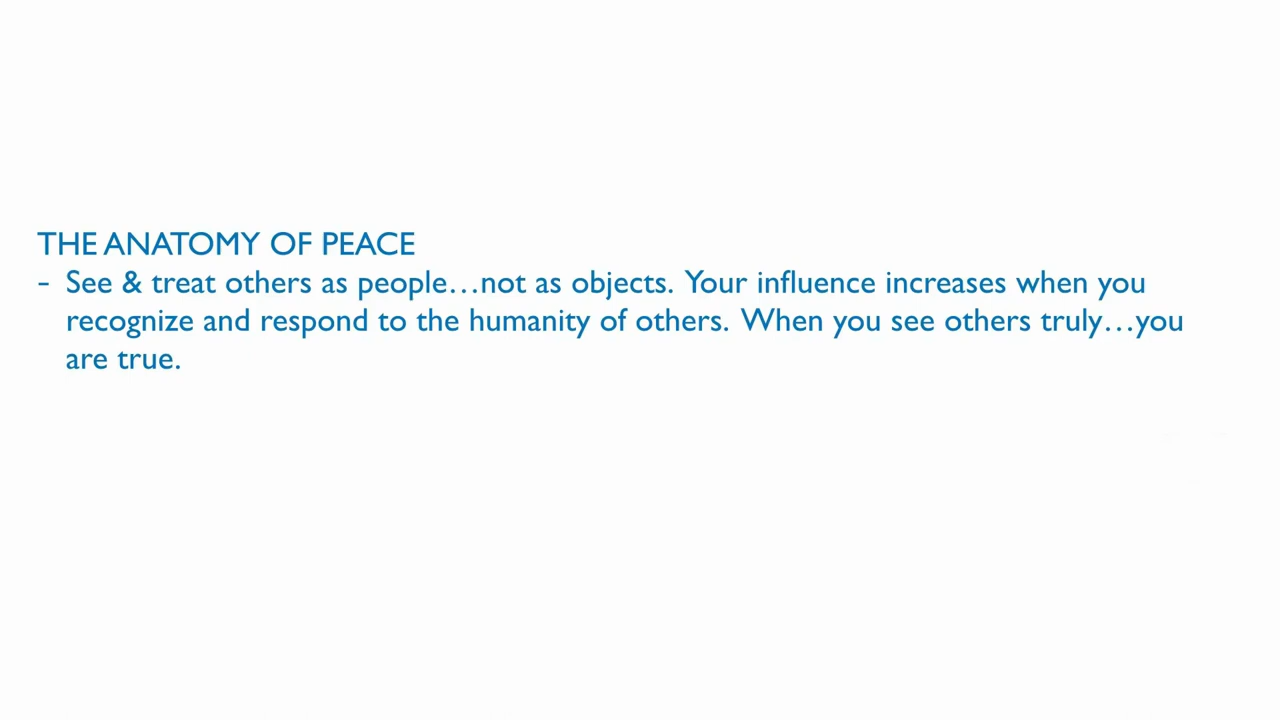 THE ANATOMY OF PEACE
- See & treat others as people…not as objects. Your influence increases when you
recognize and respond to the humanity of others. When you see others truly…you
are true.